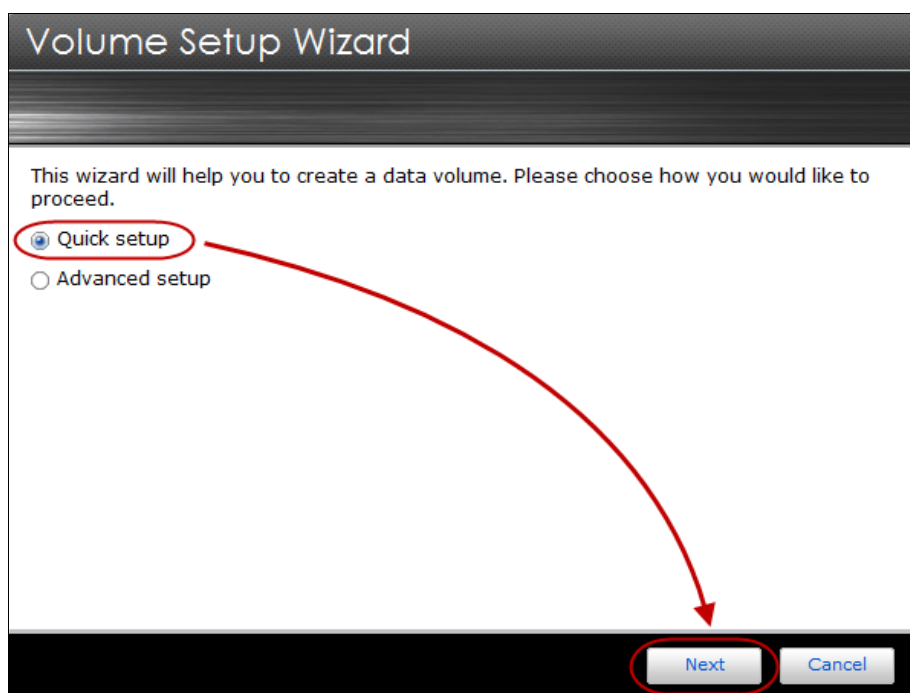 Volume Setup Wizard
This wizard will help you to create a data volume. Please choose how you would like to
proceed.
Quick setup
Advanced setup
Next
Cancel